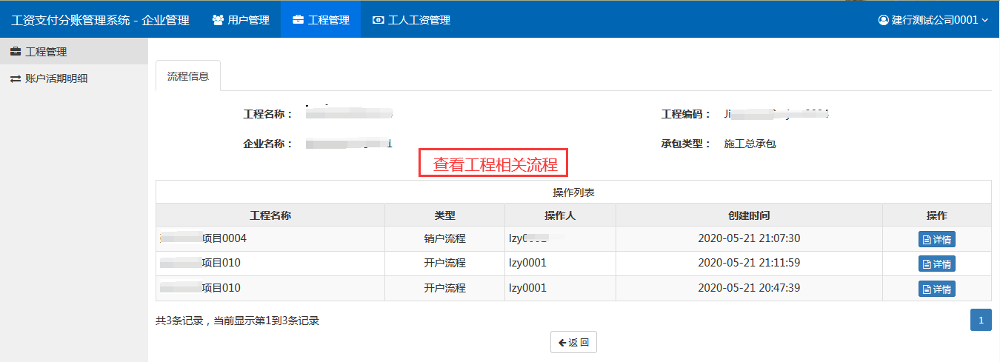 工资支付分账管理系统 - 企业管理 用户管理 工程管理 工人工资管理 建行测试公司0001
工程管理
账户活期明细
流程信息
工程名称： 工程编码：
企业名称： 承包类型： 施工总承包
查看工程相关流程
操作列表
工程名称 类型 操作人 创建时间 操作
项目0004 销户流程 2020-05-21 21:07:30 详情
项目010 开户流程 lzy0001 2020-05-21 21:11:59 详情
项目010 开户流程 lzy0001 2020-05-21 20:47:39 详情
共3条记录，当前显示第1到3条记录 1
返回